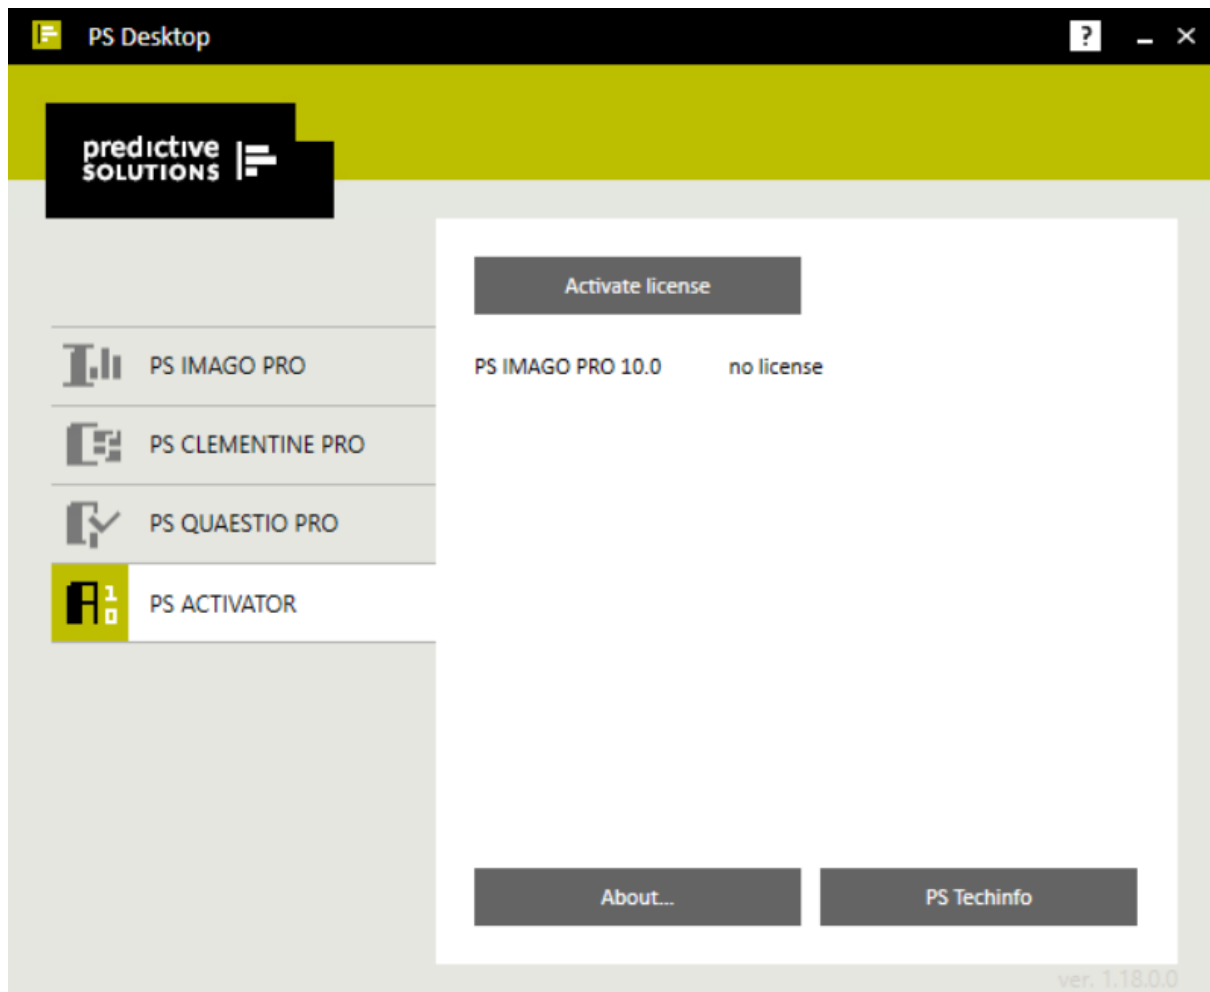 PS Desktop
?
predictive
SOLUTIONS
Activate license
PS IMAGO PRO
PS IMAGO PRO 10.0 no license
PS CLEMENTINE PRO
PS QUAESTIO PRO
PS ACTIVATOR
About...
PS Techinfo
ver. 1.18.0.0